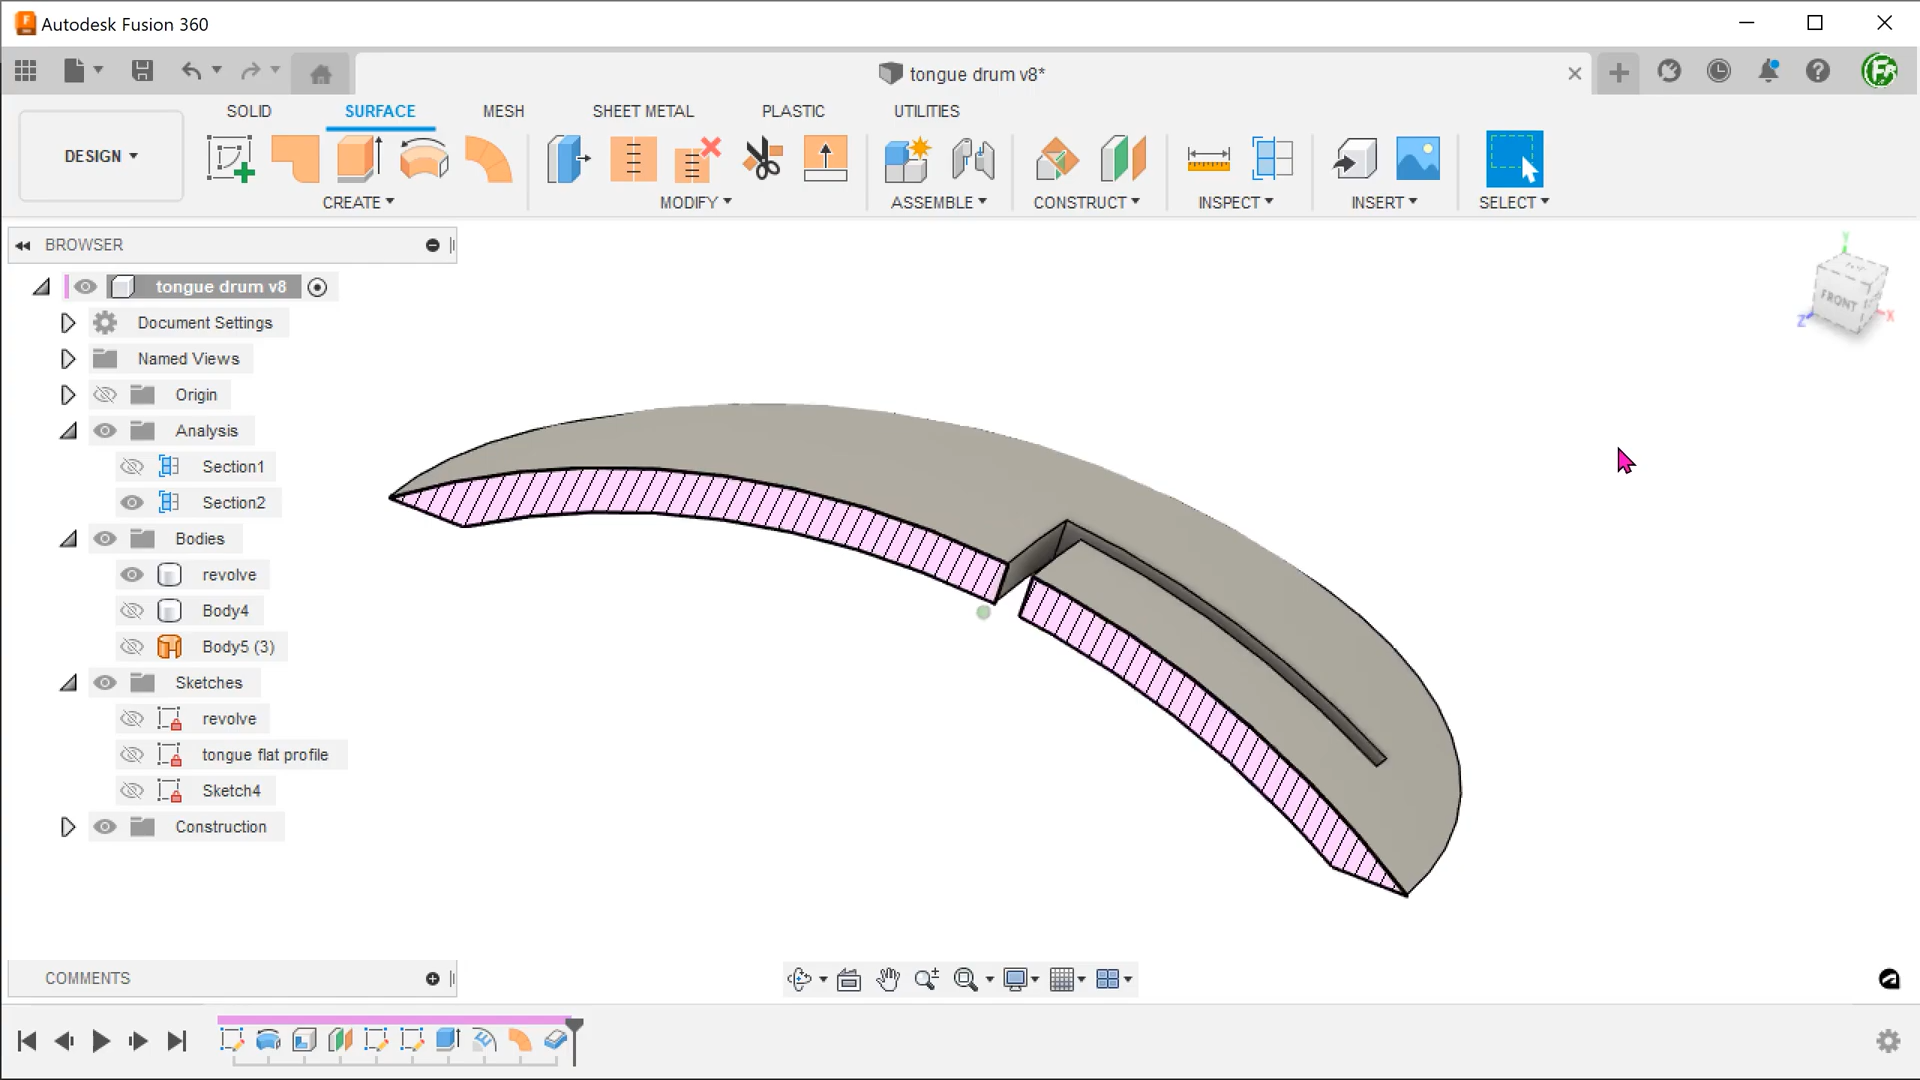 Autodesk Fusion 360
tongue drum v8*
SOLID SURFACE MESH SHEET METAL PLASTIC UTILITIES
DESIGN
CREATE MODIFY ASSEMBLE CONSTRUCT INSPECT INSERT SELECT
BROWSER
tongue drum v8
Document Settings
Named Views
Origin
Analysis
Section1
Section2
Bodies
revolve
Body4
Body5 (3)
Sketches
revolve
tongue flat profile
Sketch4
Construction
Y
FRONT
Z
X
COMMENTS